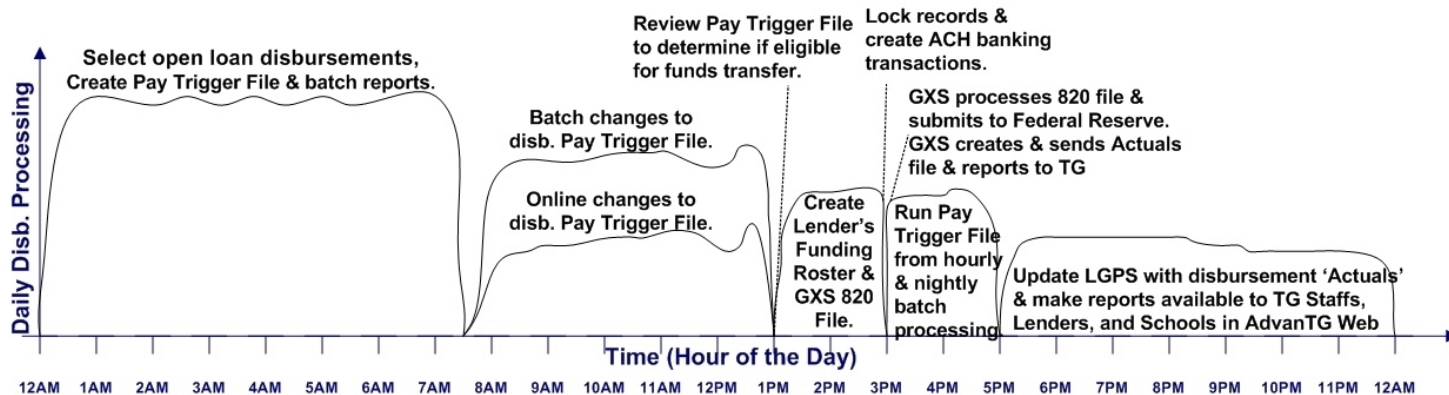 Select open loan disbursements,
Create Pay Trigger File & batch reports.
Batch changes to
disb. Pay Trigger File.
Online changes to
disb. Pay Trigger File.
Review Pay Trigger File
to determine if eligible
for funds transfer.
Lock records &
create ACH banking
transactions.
GXS processes 820 file &
submits to Federal Reserve.
GXS creates & sends Actuals
file & reports to TG
Create
Lender's
Funding
Roster &
GXS 820
File.
Run Pay
Trigger File
from hourly
& nightly
batch
processing.
Update LGPS with disbursement ‘Actuals’
& make reports available to TG Staffs,
Lenders, and Schools in AdvanTG Web
Daily Disb. Processing
Time (Hour of the Day)
12AM 1AM 2AM 3AM 4AM 5AM 6AM 7AM 8AM 9AM 10AM 11AM 12PM 1PM 2PM 3PM 4PM 5PM 6PM 7PM 8PM 9PM 10PM 11PM 12AM